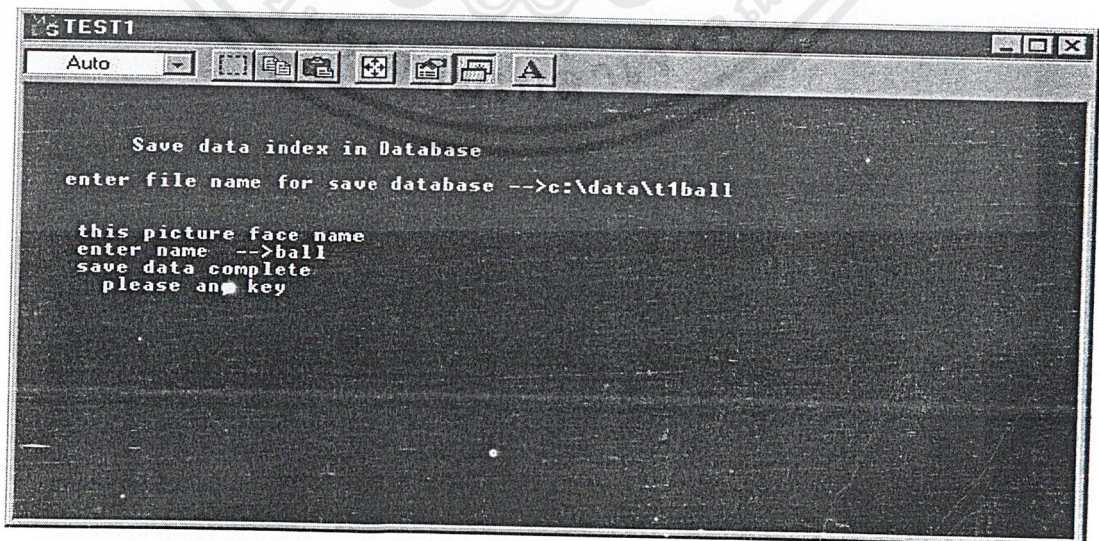 TEST1
Auto
A
Save data index in Database
enter file name for save database -->c:\data\t1ball
this picture face name
enter name -->ball
save data complete
please any key